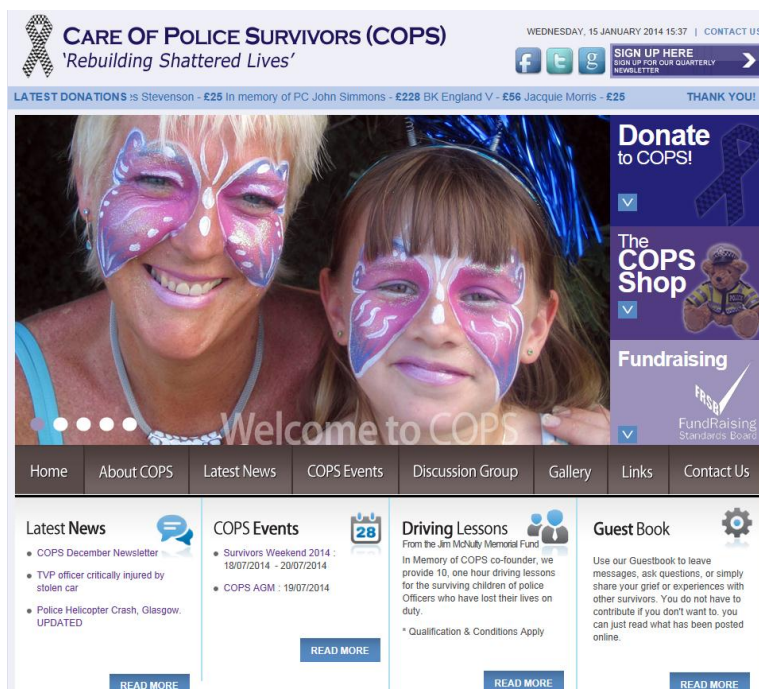 CARE OF POLICE SURVIVORS (COPS)
'Rebuilding Shattered Lives'
WEDNESDAY, 15 JANUARY 2014 15:37 | CONTACT US
f t g
SIGN UP HERE
SIGN UP FOR OUR QUARTERLY
NEWSLETTER
LATEST DONATIONS :s Stevenson - £25 In memory of PC John Simmons - £228 BK England V - £56 Jacquie Morris - £25 THANK YOU!
Donate
to COPS!
The
COPS
Shop
Fundraising
FRSB
FundRaising
Standards Board
Welcome to COPS
Home About COPS Latest News COPS Events Discussion Group Gallery Links Contact Us
Latest News
COPS December Newsletter
TVP officer critically injured by
stolen car
Police Helicopter Crash, Glasgow.
UPDATED
READ MORE
COPS Events
28
Survivors Weekend 2014 :
18/07/2014 - 20/07/2014
COPS AGM : 19/07/2014
READ MORE
Driving Lessons
From the Jim McNulty Memorial Fund
In Memory of COPS co-founder, we
provide 10, one hour driving lessons
for the surviving children of police
Officers who have lost their lives on
duty.
* Qualification & Conditions Apply
READ MORE
Guest Book
Use our Guestbook to leave
messages, ask questions, or simply
share your grief or experiences with
other survivors. You do not have to
contribute if you don't want to. you
can just read what has been posted
online.
READ MORE